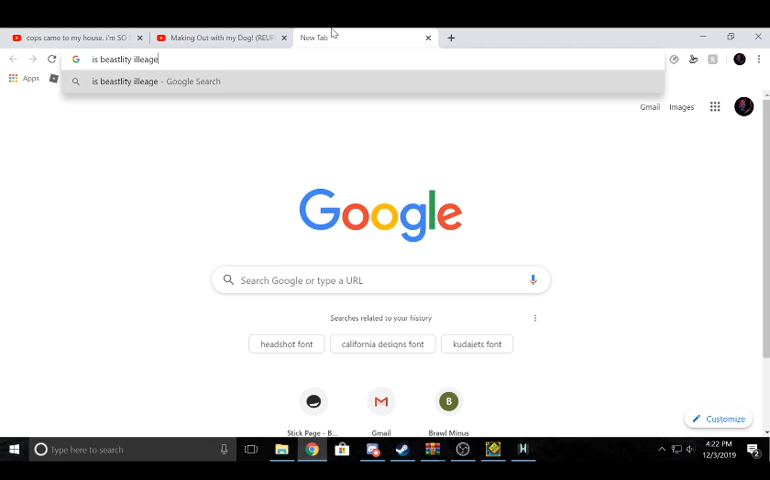 cops came to my house. i'm SO S
Making Out with my Dog! (REUP
New Tab
is beastlity illeage
Apps
is beastlity illeage - Google Search
Gmail Images
Google
Search Google or type a URL
Searches related to your history
headshot font california designs font kudajets font
B
Stick Page - B... Gmail Brawl Minus
Customize
Type here to search
4:22 PM
12/3/2019
2